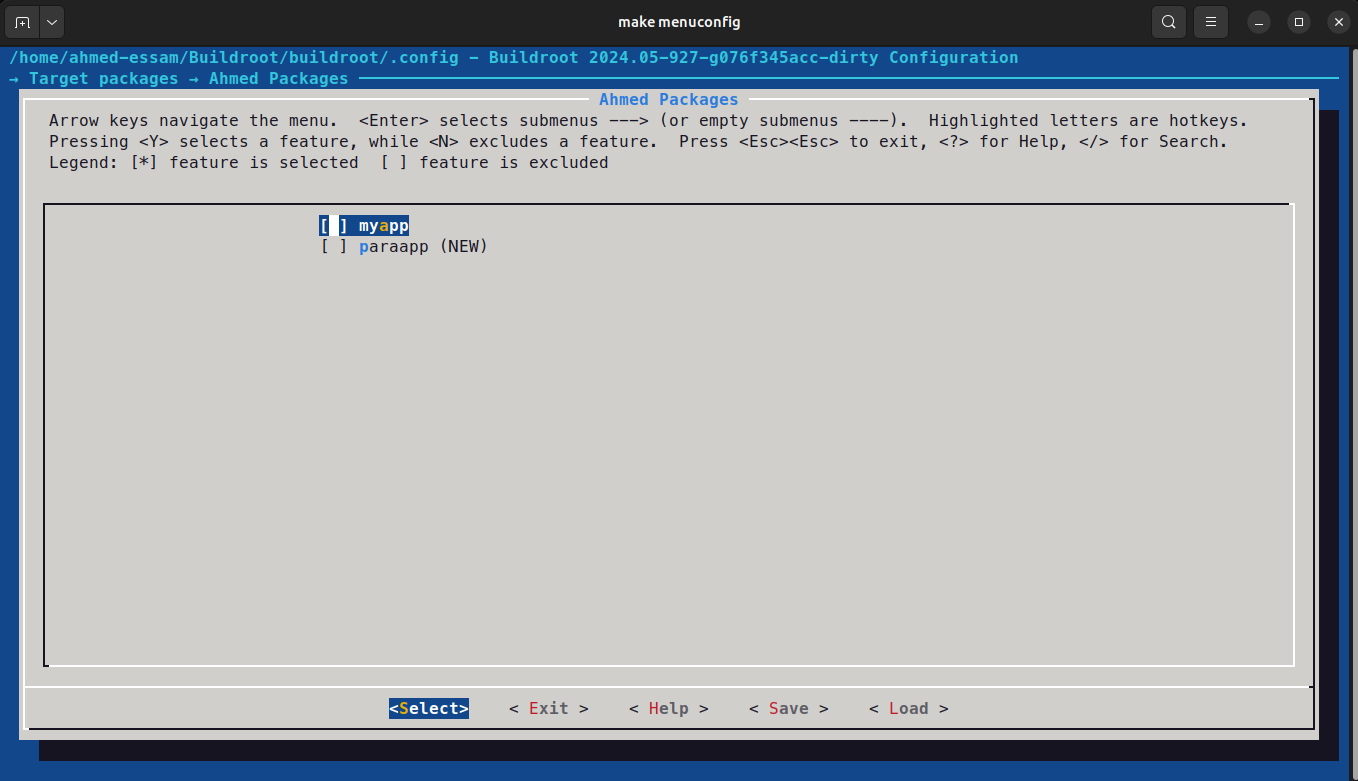 make menuconfig
/home/ahmed-essam/Buildroot/buildroot/.config - Buildroot 2024.05-927-g076f345acc-dirty Configuration
→ Target packages → Ahmed Packages
Ahmed Packages
Arrow keys navigate the menu.  <Enter> selects submenus ---> (or empty submenus ----).  Highlighted letters are hotkeys.
Pressing <Y> selects a feature, while <N> excludes a feature.  Press <Esc><Esc> to exit, <?> for Help, </> for Search.
Legend: [*] feature is selected  [ ] feature is excluded
[ ] myapp
[ ] paraapp (NEW)
<Select>    < Exit >    < Help >    < Save >    < Load >